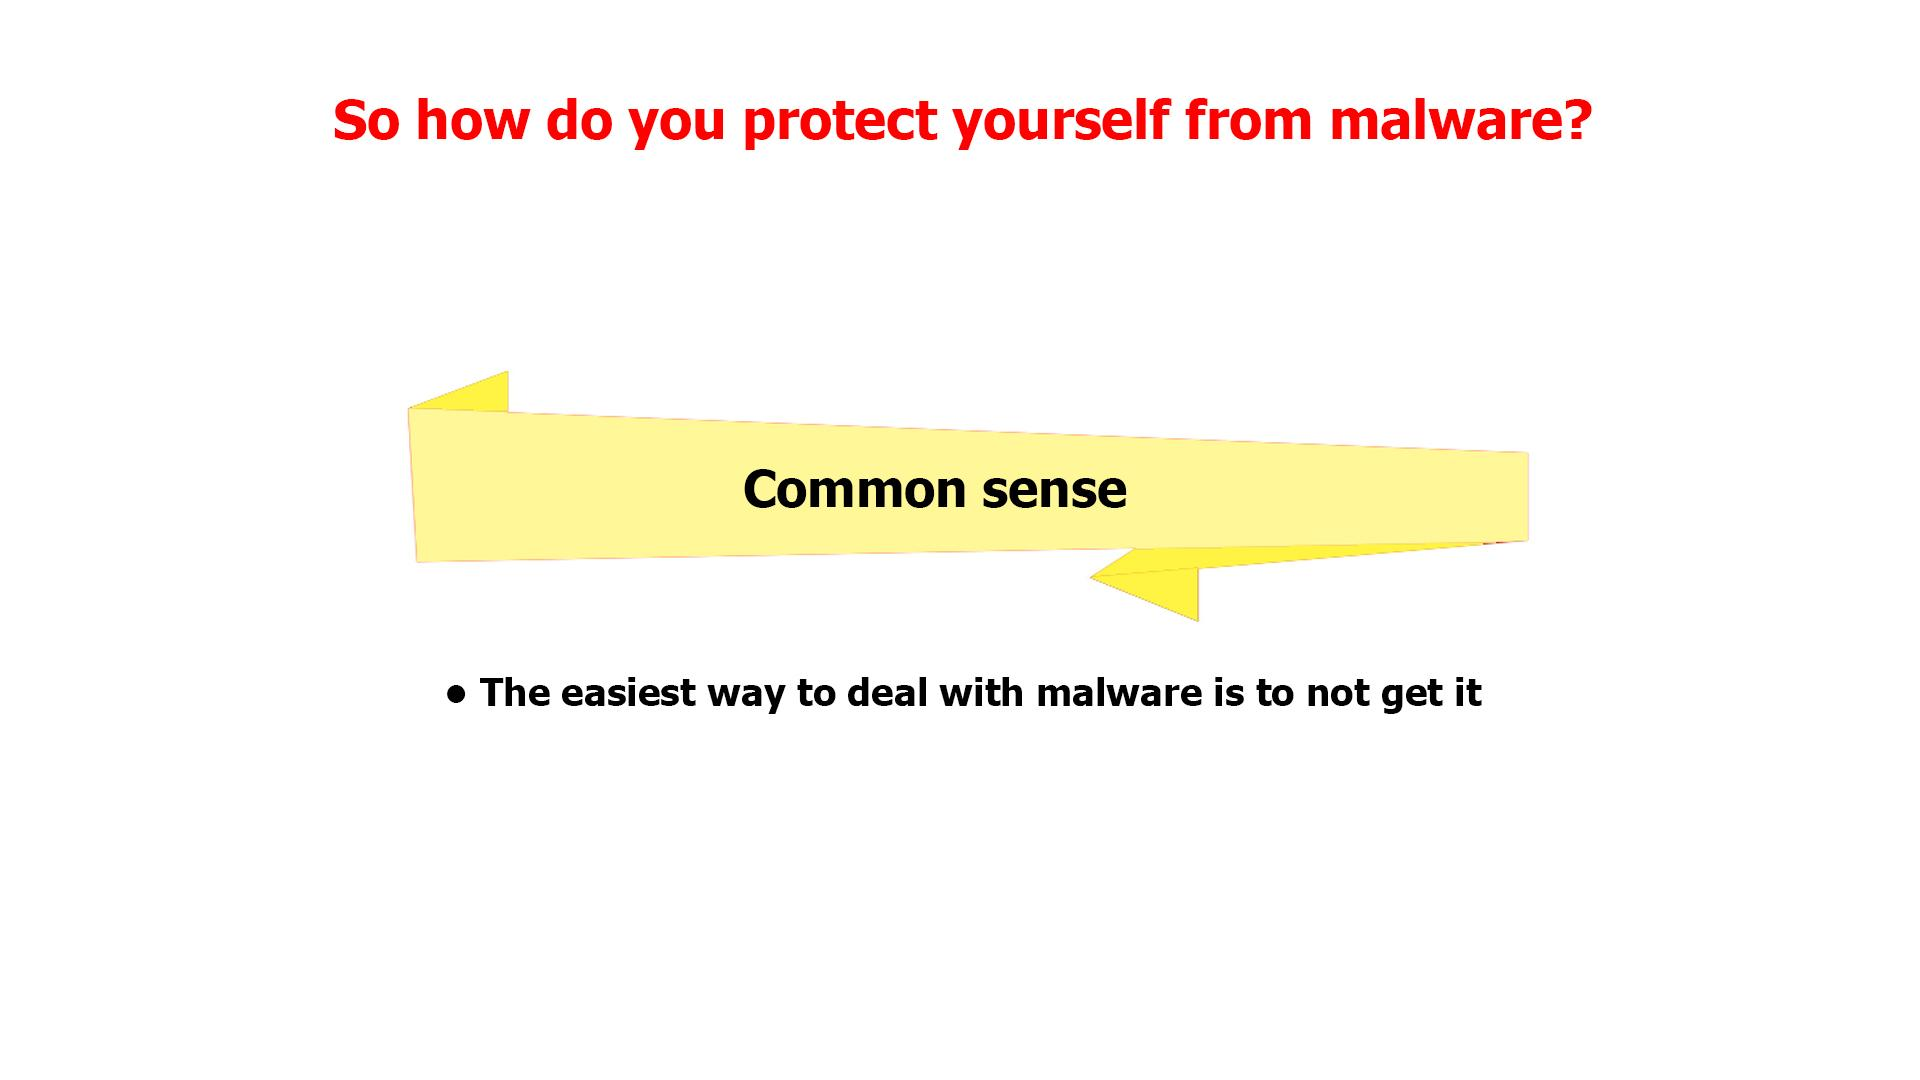 So how do you protect yourself from malware?
Common sense
• The easiest way to deal with malware is to not get it